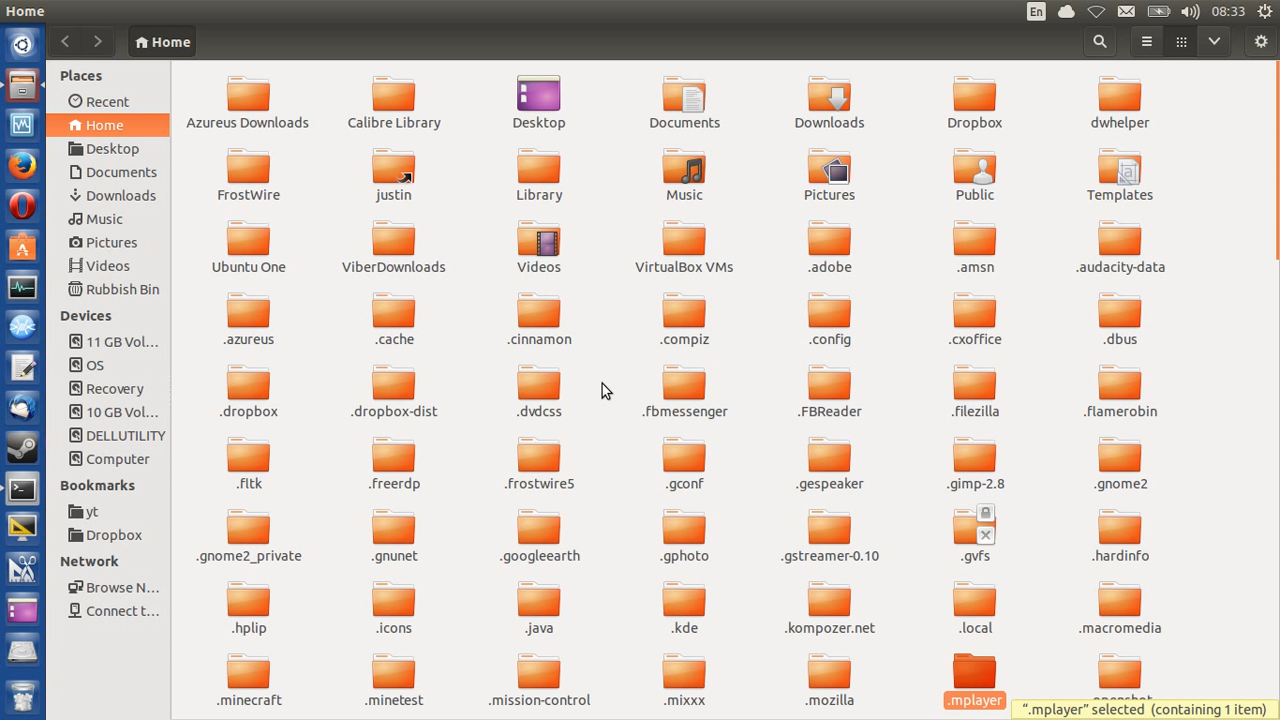 Home
En
08:33
Home
Places
Recent
Home
Desktop
Documents
Downloads
Music
Pictures
Videos
Rubbish Bin
Devices
11 GB Vol...
OS
Recovery
10 GB Vol...
DELLUTILITY
Computer
Bookmarks
yt
Dropbox
Network
Browse N...
Connect t...
Azureus Downloads
Calibre Library
Desktop
Documents
Downloads
Dropbox
dwhelper
FrostWire
justin
Library
Music
Pictures
Public
Templates
Ubuntu One
ViberDownloads
Videos
VirtualBox VMs
.adobe
.amsn
.audacity-data
.azureus
.cache
.cinnamon
.compiz
.config
.cxoffice
.dbus
.dropbox
.dropbox-dist
.dvdcss
.fbmessenger
.FBReader
.filezilla
.flamerobin
.fltk
.freerdp
.frostwire5
.gconf
.gespeaker
.gimp-2.8
.gnome2
.gnome2_private
.gnunet
.googleearth
.gphoto
.gstreamer-0.10
.gvfs
.hardinfo
.hplip
.icons
.java
.kde
.kompozer.net
.local
.macromedia
.minecraft
.minetest
.mission-control
.mixxx
.mozilla
.mplayer
“.mplayer” selected (containing 1 item)